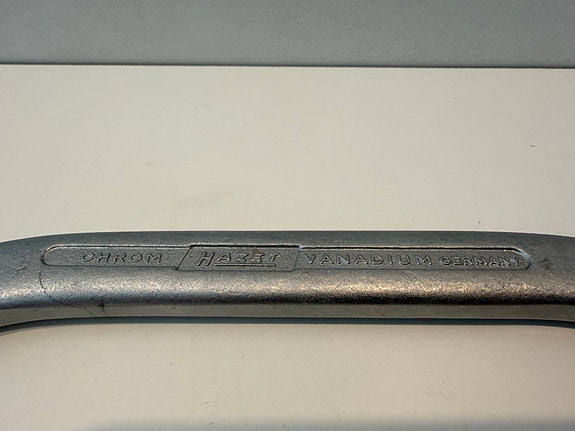 CHROM HAZET VANADIUM GERMANY